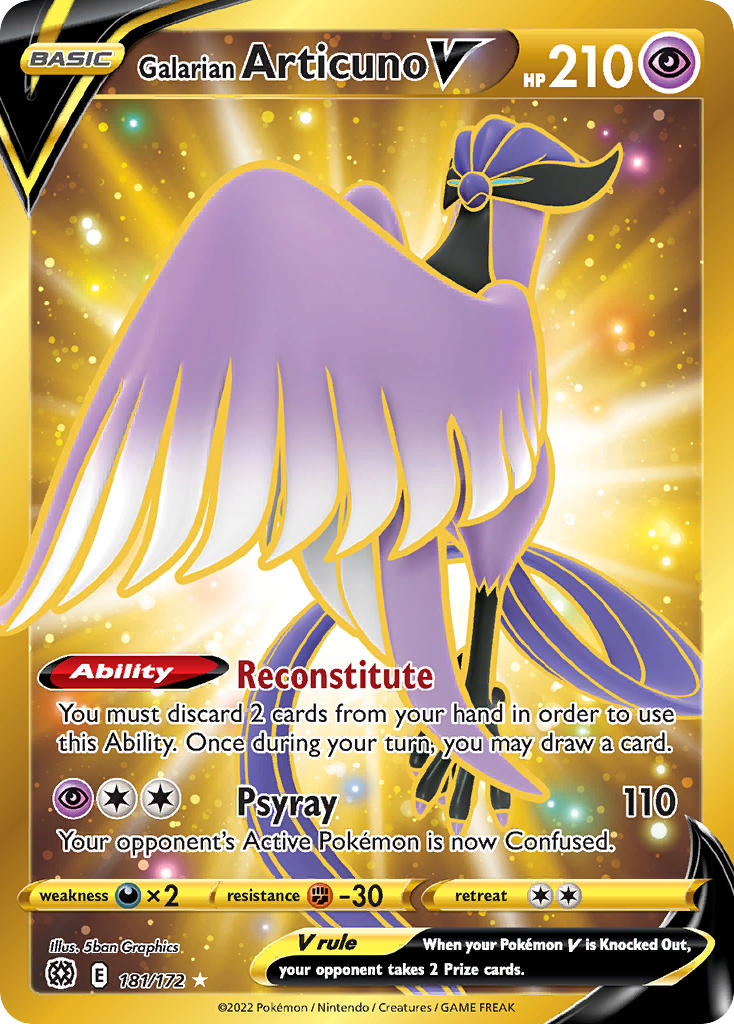 BASIC
Galarian Articuno V
HP 210
Ability Reconstitute
You must discard 2 cards from your hand in order to use
this Ability. Once during your turn, you may draw a card.
Psyray 110
Your opponent's Active Pokémon is now Confused.
weakness ×2 resistance -30 retreat
V rule When your Pokémon V is Knocked Out,
your opponent takes 2 Prize cards.
Illus. 5ban Graphics
E 181/172 ★
©2022 Pokémon / Nintendo / Creatures / GAME FREAK